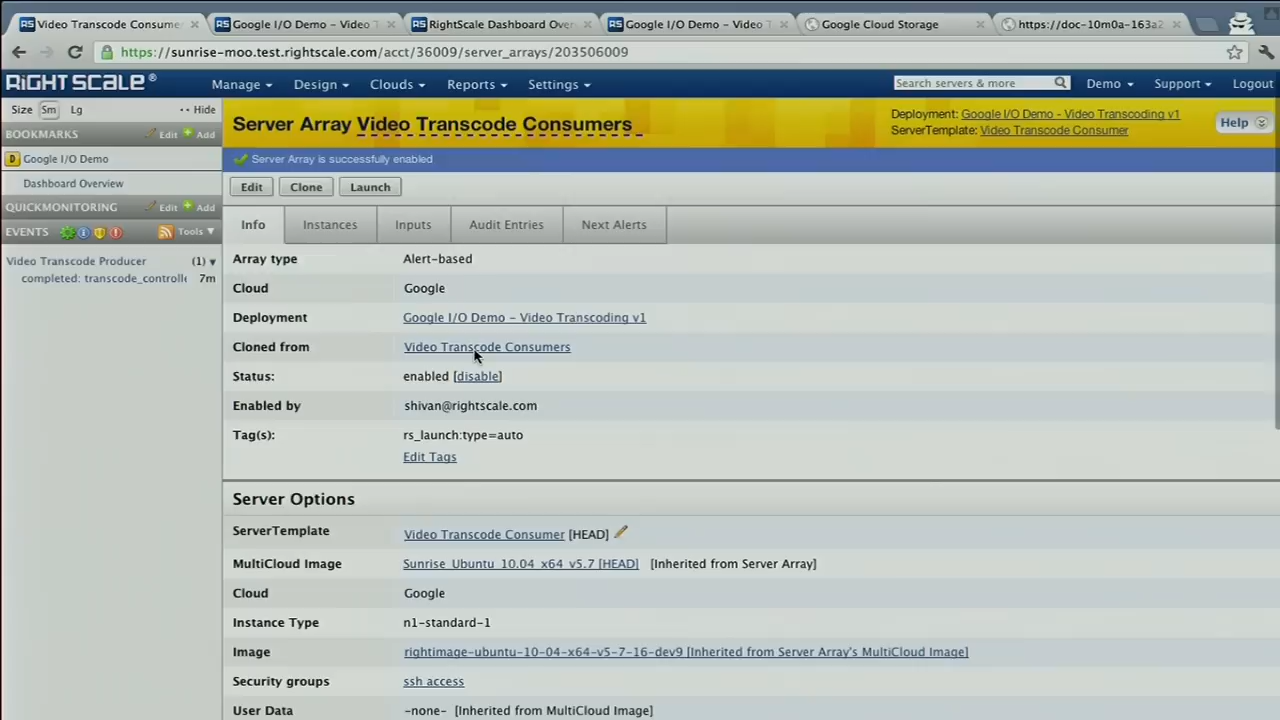 Video Transcode Consumer
Google I/O Demo – Video T
RightScale Dashboard Over
Google I/O Demo – Video T
Google Cloud Storage
https://doc-10m0a-163a2
https://sunrise-moo.test.rightscale.com/acct/36009/server_arrays/203506009
RIGHTSCALE®
Manage
Design
Clouds
Reports
Settings
Search servers & more
Demo
Support
Logout
Size Sm Lg
Hide
Server Array Video Transcode Consumers
Deployment: Google I/O Demo - Video Transcoding v1
ServerTemplate: Video Transcode Consumer
Help
BOOKMARKS
Edit
Add
D Google I/O Demo
Dashboard Overview
QUICKMONITORING
Edit
Add
EVENTS
Tools
Video Transcode Producer (1)
completed: transcode_controlle 7m
Server Array is successfully enabled
Edit
Clone
Launch
Info
Instances
Inputs
Audit Entries
Next Alerts
Array type Alert-based
Cloud Google
Deployment Google I/O Demo – Video Transcoding v1
Cloned from Video Transcode Consumers
Status: enabled [disable]
Enabled by shivan@rightscale.com
Tag(s): rs_launch:type=auto
Edit Tags
Server Options
ServerTemplate Video Transcode Consumer [HEAD]
MultiCloud Image Sunrise_Ubuntu_10.04_x64_v5.7 [HEAD] [Inherited from Server Array]
Cloud Google
Instance Type n1-standard-1
Image rightimage-ubuntu-10-04-x64-v5-7-16-dev9 [Inherited from Server Array's MultiCloud Image]
Security groups ssh access
User Data -none- [Inherited from MultiCloud Image]